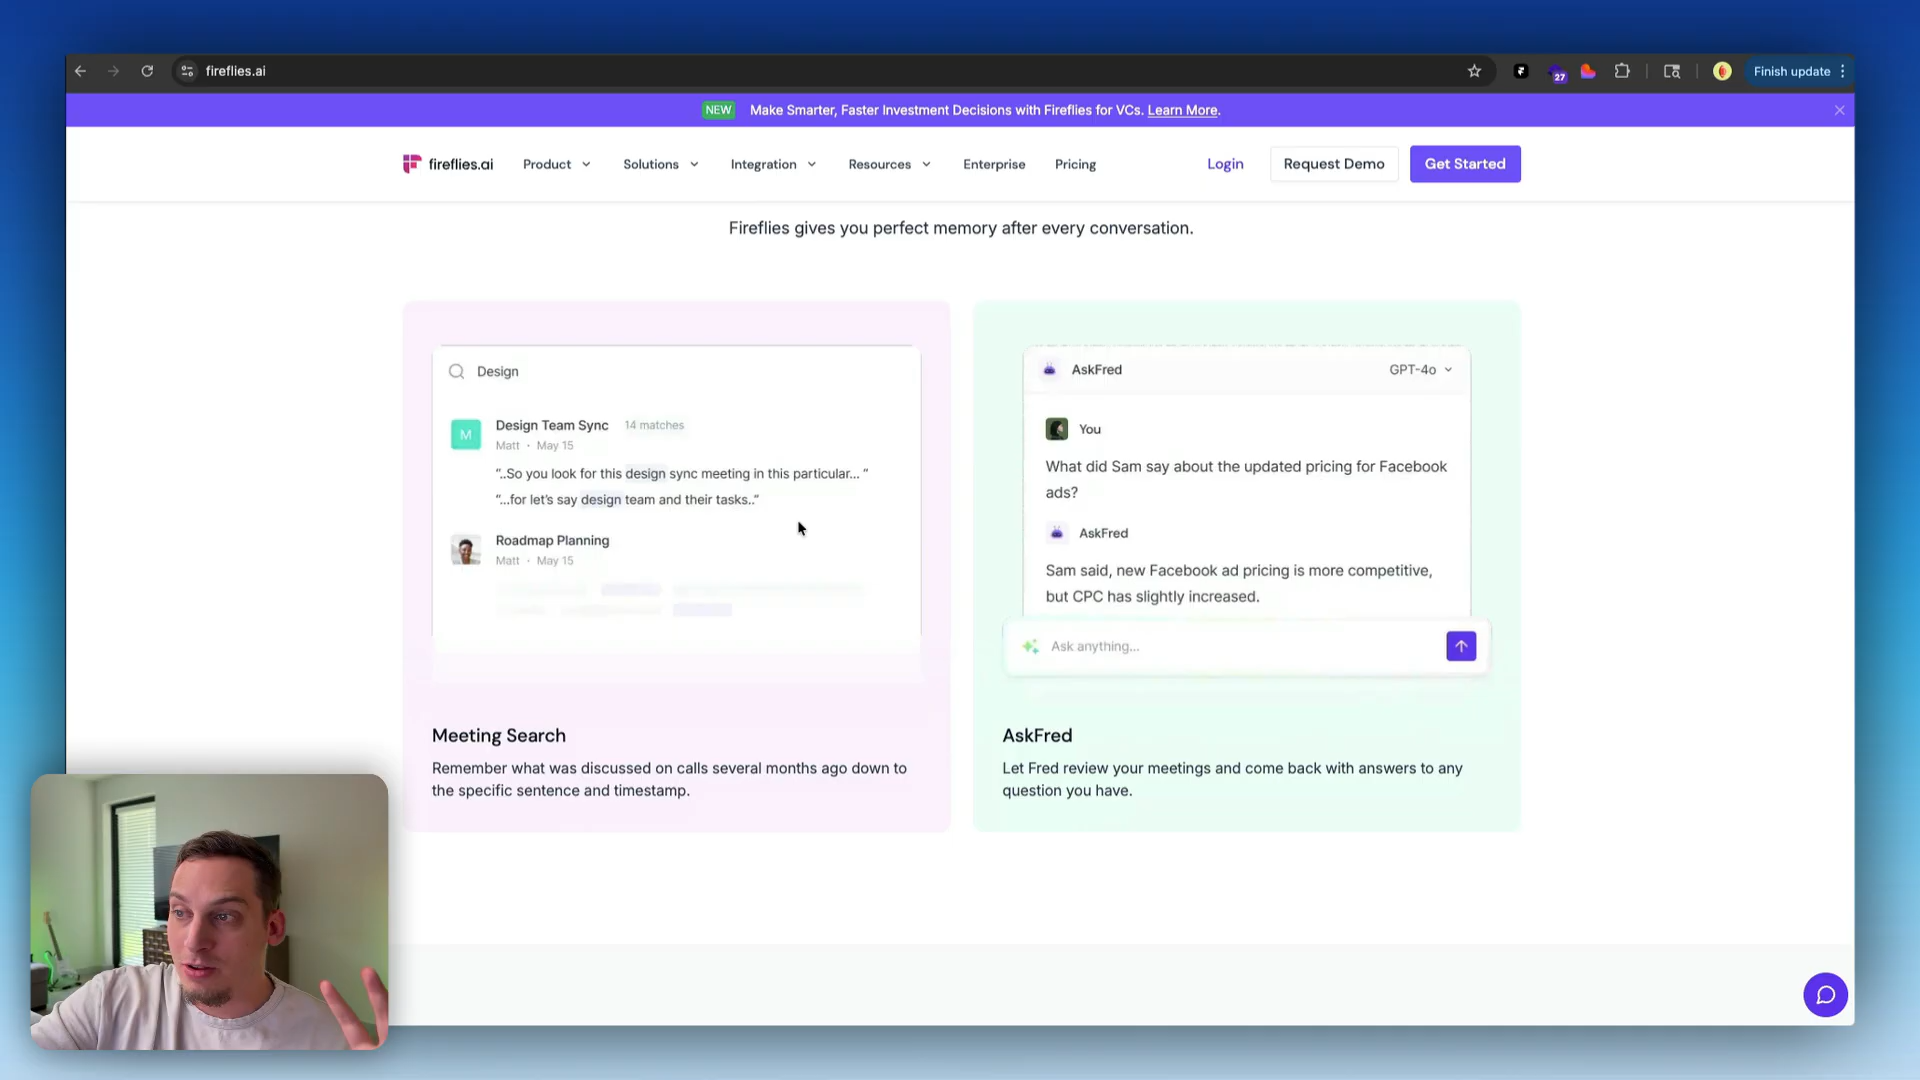 fireflies.ai
27
Finish update
NEW Make Smarter, Faster Investment Decisions with Fireflies for VCs. Learn More.
fireflies.ai Product Solutions Integration Resources Enterprise Pricing Login Request Demo Get Started
Fireflies gives you perfect memory after every conversation.
Design
M
Design Team Sync 14 matches
Matt · May 15
“..So you look for this design sync meeting in this particular... ”
“...for let's say design team and their tasks..”
Roadmap Planning
Matt · May 15
Meeting Search
Remember what was discussed on calls several months ago down to
the specific sentence and timestamp.
AskFred GPT-4o
You
What did Sam say about the updated pricing for Facebook
ads?
AskFred
Sam said, new Facebook ad pricing is more competitive,
but CPC has slightly increased.
Ask anything...
AskFred
Let Fred review your meetings and come back with answers to any
question you have.